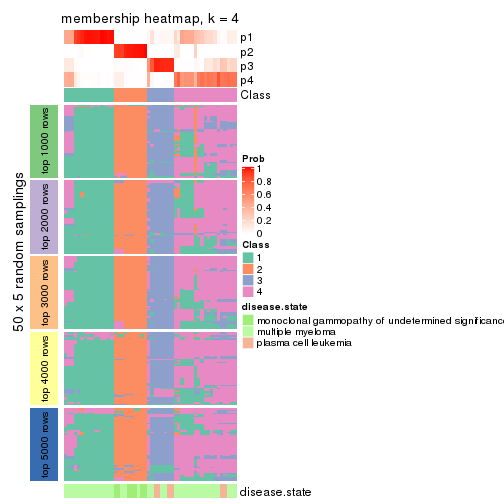 membership heatmap, k = 4
p1
p2
p3
p4
Class
50 x 5 random samplings
top 1000 rows
top 2000 rows
top 3000 rows
top 4000 rows
top 5000 rows
Prob
1
0.8
0.6
0.4
0.2
0
Class
1
2
3
4
disease.state
monoclonal gammopathy of undetermined significance
multiple myeloma
plasma cell leukemia
disease.state